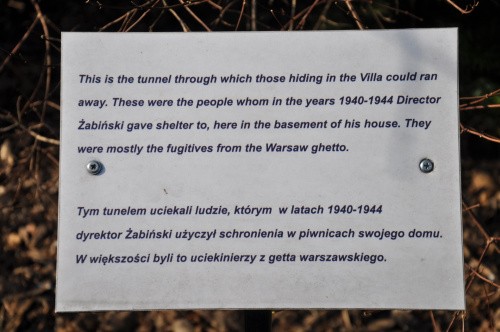 This is the tunnel through which those hiding in the Villa could ran
away. These were the people whom in the years 1940-1944 Director
Żabiński gave shelter to, here in the basement of his house. They
were mostly the fugitives from the Warsaw ghetto.
Tym tunelem uciekali ludzie, którym w latach 1940-1944
dyrektor Żabiński użyczył schronienia w piwnicach swojego domu.
W większości byli to uciekinierzy z getta warszawskiego.